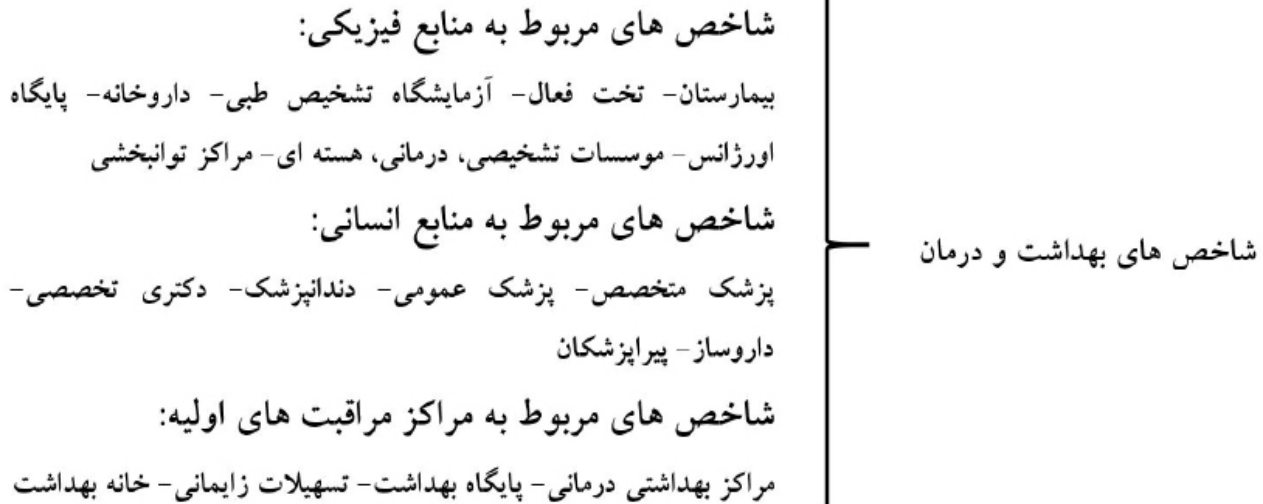 شاخص های بهداشت و درمان
شاخص های مربوط به منابع فیزیکی:
بیمارستان- تخت فعال- آزمایشگاه تشخیص طبی- داروخانه- پایگاه
اورژانس- موسسات تشخیصی، درمانی، هسته ای- مراکز توانبخشی
شاخص های مربوط به منابع انسانی:
پزشک متخصص- پزشک عمومی- دندانپزشک- دکتری تخصصی-
داروساز- پیراپزشکان
شاخص های مربوط به مراکز مراقبت های اولیه:
مراکز بهداشتی درمانی- پایگاه بهداشت- تسهیلات زایمانی- خانه بهداشت